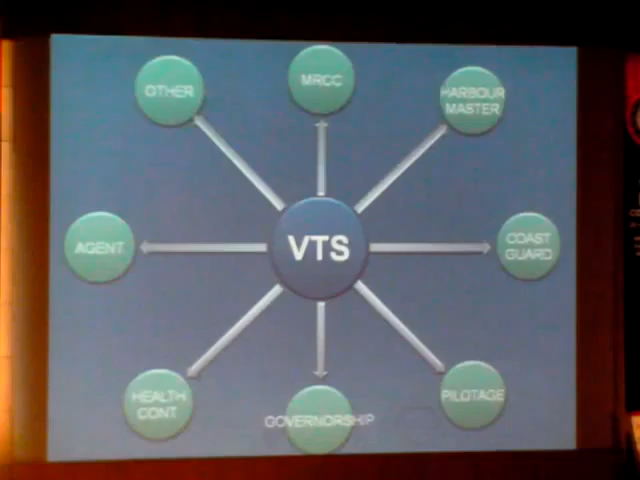 OTHER
MRCC
HARBOUR
MASTER
AGENT
VTS
COAST
GUARD
HEALTH
CONT
GOVERNORSHIP
PILOTAGE